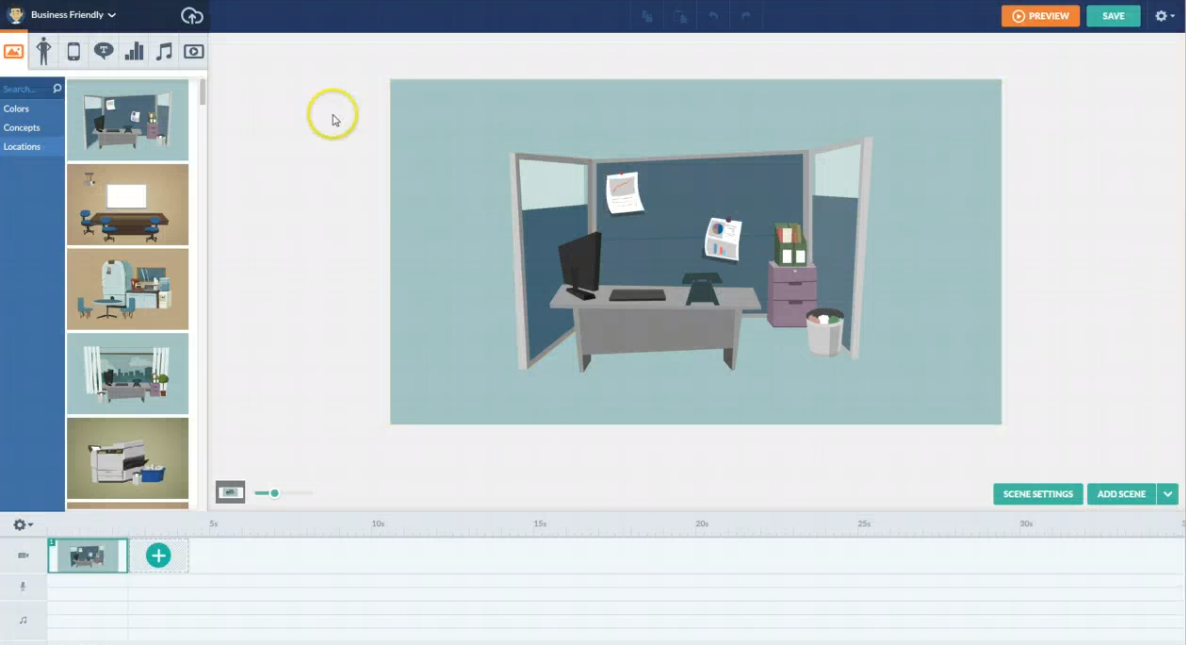 Business Friendly
PREVIEW
SAVE
T
Search...
Colors
Concepts
Locations
SCENE SETTINGS
ADD SCENE
5s
10s
15s
20s
25s
30s
1